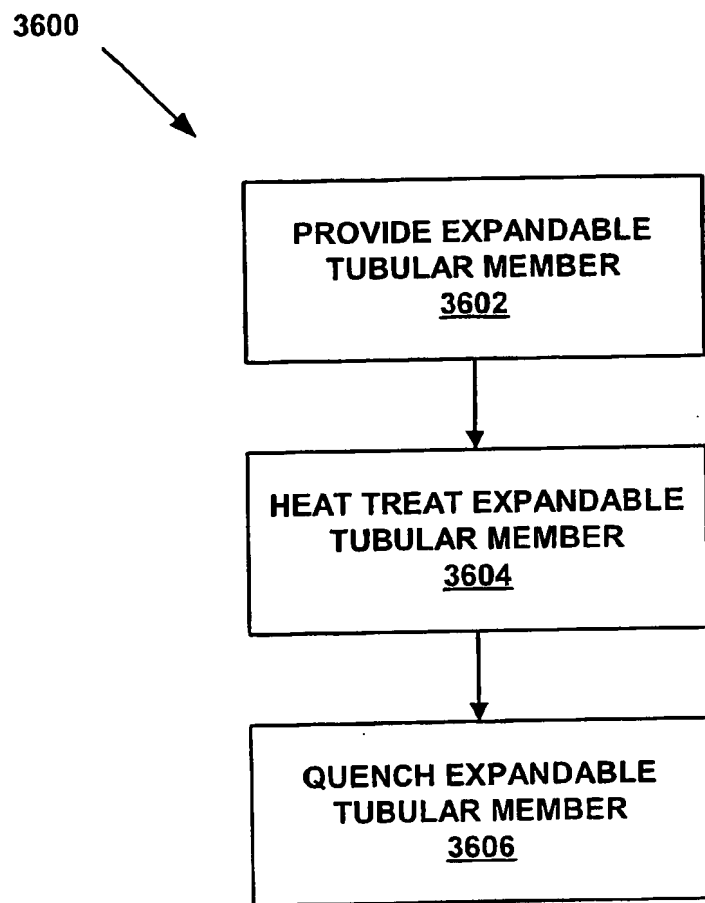 3600
PROVIDE EXPANDABLE
TUBULAR MEMBER
3602
HEAT TREAT EXPANDABLE
TUBULAR MEMBER
3604
QUENCH EXPANDABLE
TUBULAR MEMBER
3606